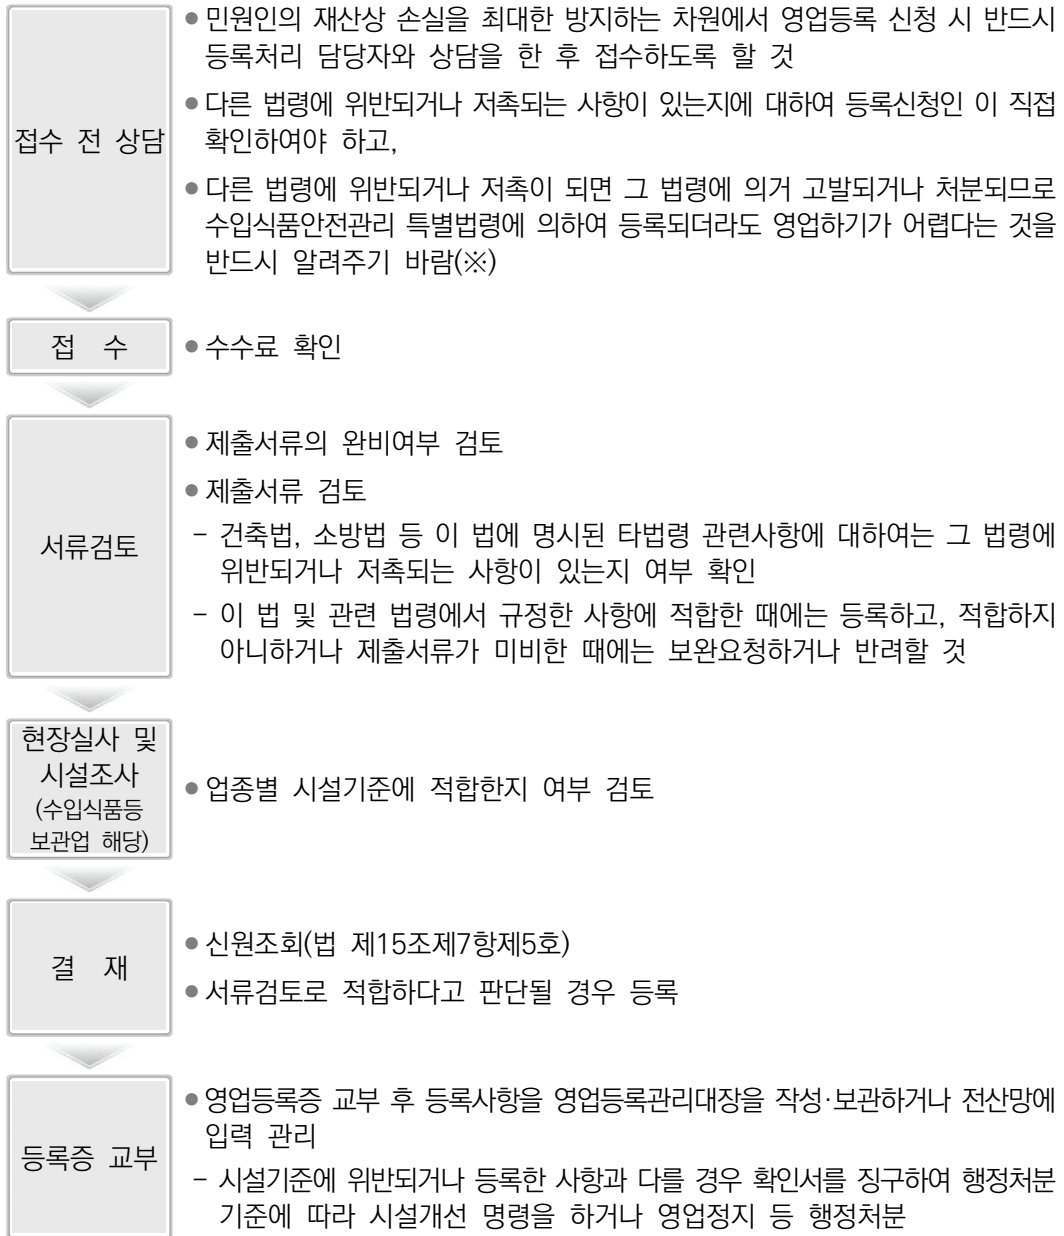 접수 전 상담
● 민원인의 재산상 손실을 최대한 방지하는 차원에서 영업등록 신청 시 반드시
등록처리 담당자와 상담을 한 후 접수하도록 할 것
● 다른 법령에 위반되거나 저촉되는 사항이 있는지에 대하여 등록신청인 이 직접
확인하여야 하고,
● 다른 법령에 위반되거나 저촉이 되면 그 법령에 의거 고발되거나 처분되므로
수입식품안전관리 특별법령에 의하여 등록되더라도 영업하기가 어렵다는 것을
반드시 알려주기 바람(※)
접 수
● 수수료 확인
서류검토
● 제출서류의 완비여부 검토
● 제출서류 검토
- 건축법, 소방법 등 이 법에 명시된 타법령 관련사항에 대하여는 그 법령에
위반되거나 저촉되는 사항이 있는지 여부 확인
- 이 법 및 관련 법령에서 규정한 사항에 적합한 때에는 등록하고, 적합하지
아니하거나 제출서류가 미비한 때에는 보완요청하거나 반려할 것
현장실사 및
시설조사
(수입식품등
보관업 해당)
● 업종별 시설기준에 적합한지 여부 검토
결 재
● 신원조회(법 제15조제7항제5호)
● 서류검토로 적합하다고 판단될 경우 등록
등록증 교부
● 영업등록증 교부 후 등록사항을 영업등록관리대장을 작성·보관하거나 전산망에
입력 관리
- 시설기준에 위반되거나 등록한 사항과 다를 경우 확인서를 징구하여 행정처분
기준에 따라 시설개선 명령을 하거나 영업정지 등 행정처분